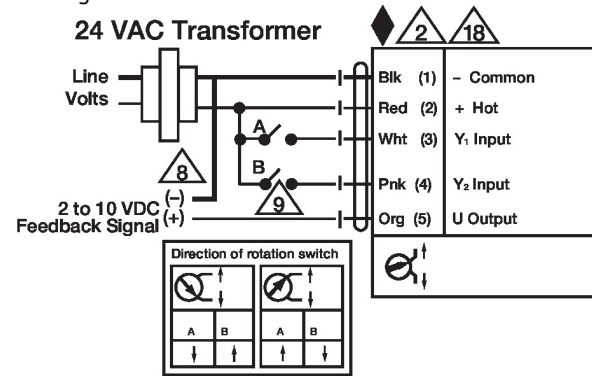 24 VAC Transformer
2 18
Line
Volts
Blk (1) – Common
Red (2) + Hot
A
Wht (3) Y₁ Input
B
Pnk (4) Y₂ Input
8
9
2 to 10 VDC (–)
Feedback Signal (+)
Org (5) U Output
Direction of rotation switch
A B A B